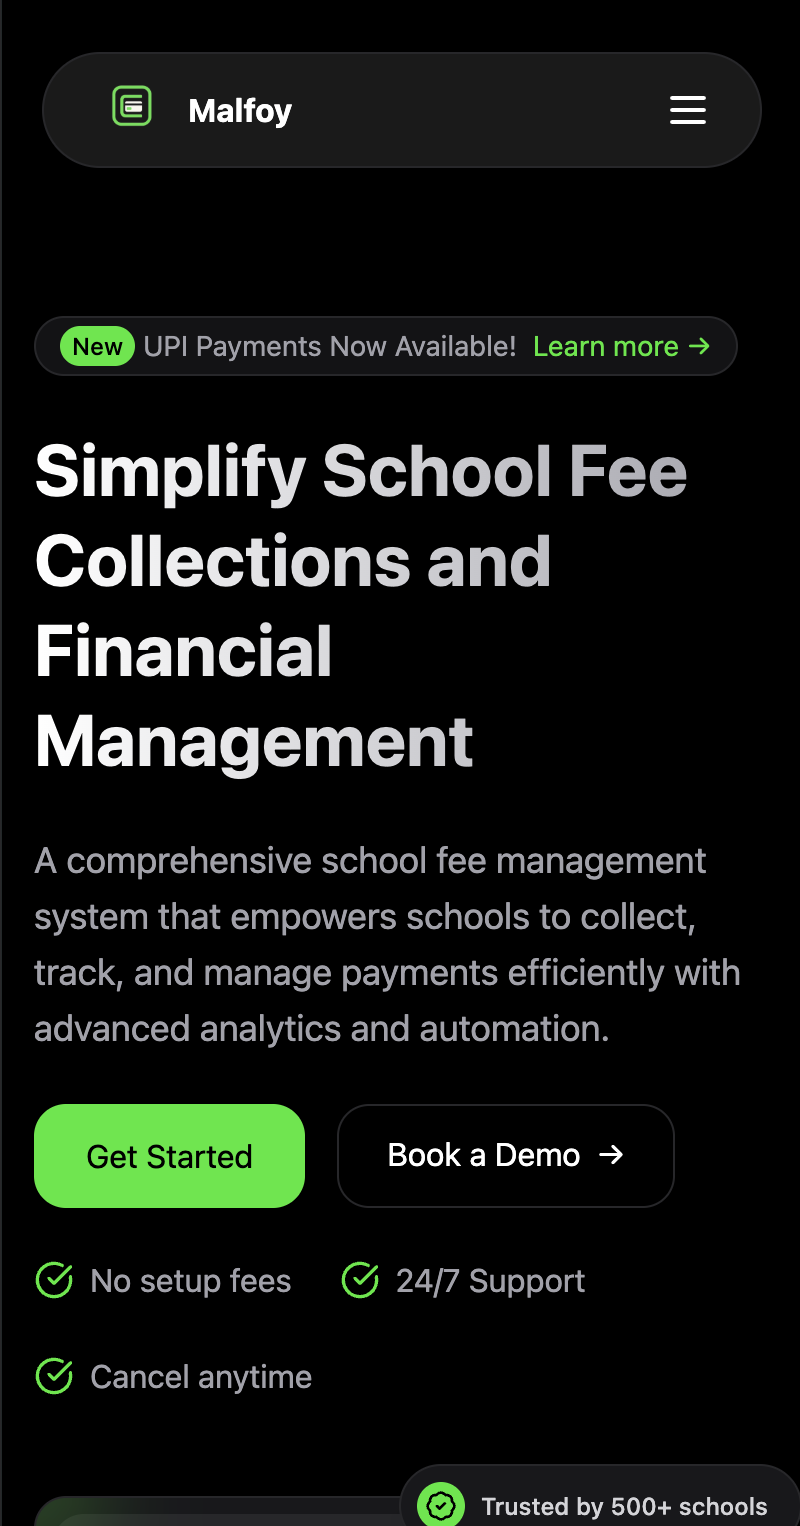 Malfoy
New UPI Payments Now Available! Learn more →
Simplify School Fee
Collections and
Financial
Management
A comprehensive school fee management
system that empowers schools to collect,
track, and manage payments efficiently with
advanced analytics and automation.
Get Started
Book a Demo →
No setup fees
24/7 Support
Cancel anytime
Trusted by 500+ schools